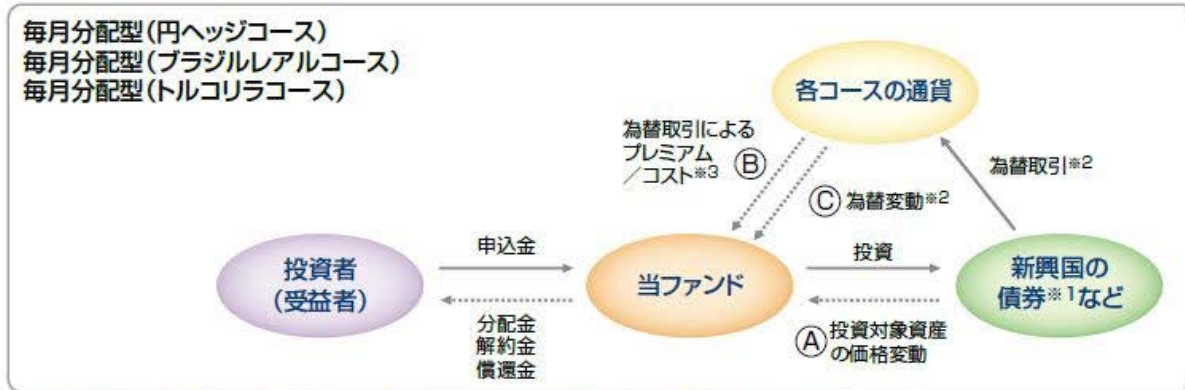 毎月分配型(円ヘッジコース)
毎月分配型(ブラジルレアルコース)
毎月分配型(トルコリラコース)
各コースの通貨
為替取引による
プレミアム
／コスト※3
Ⓑ
為替取引※2
Ⓒ 為替変動※2
投資者
(受益者)
申込金
分配金
解約金
償還金
当ファンド
投資
Ⓐ 投資対象資産
の価格変動
新興国の
債券※1など